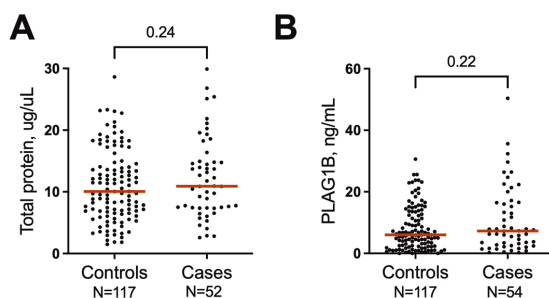 A
0.24
Total protein, ug/uL
30
20
10
0
Controls
N=117
Cases
N=52
B
0.22
PLAG1B, ng/mL
60
40
20
0
Controls
N=117
Cases
N=54